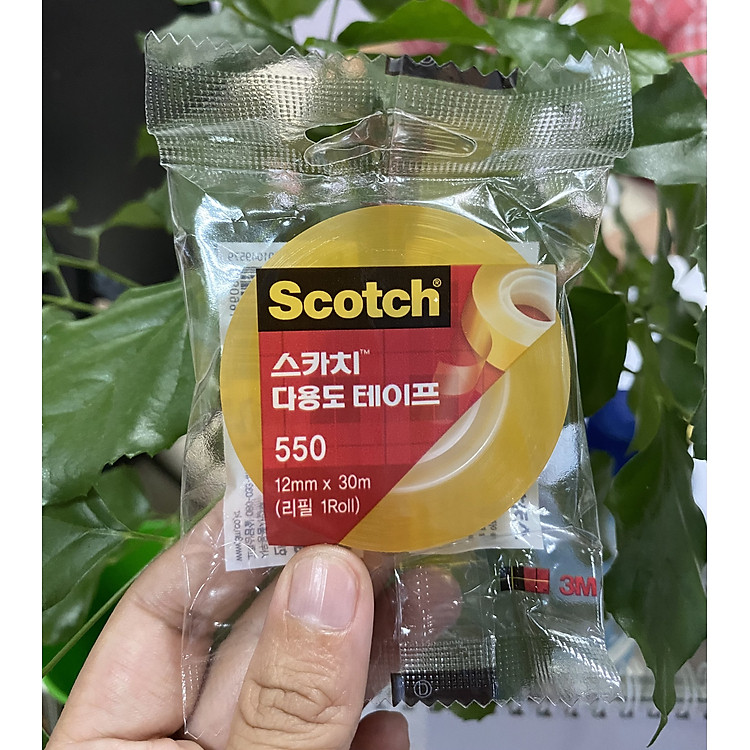 Scotch®
스카치™
다용도 테이프
550
12mm x 30m
(리필 1Roll)
3M
D